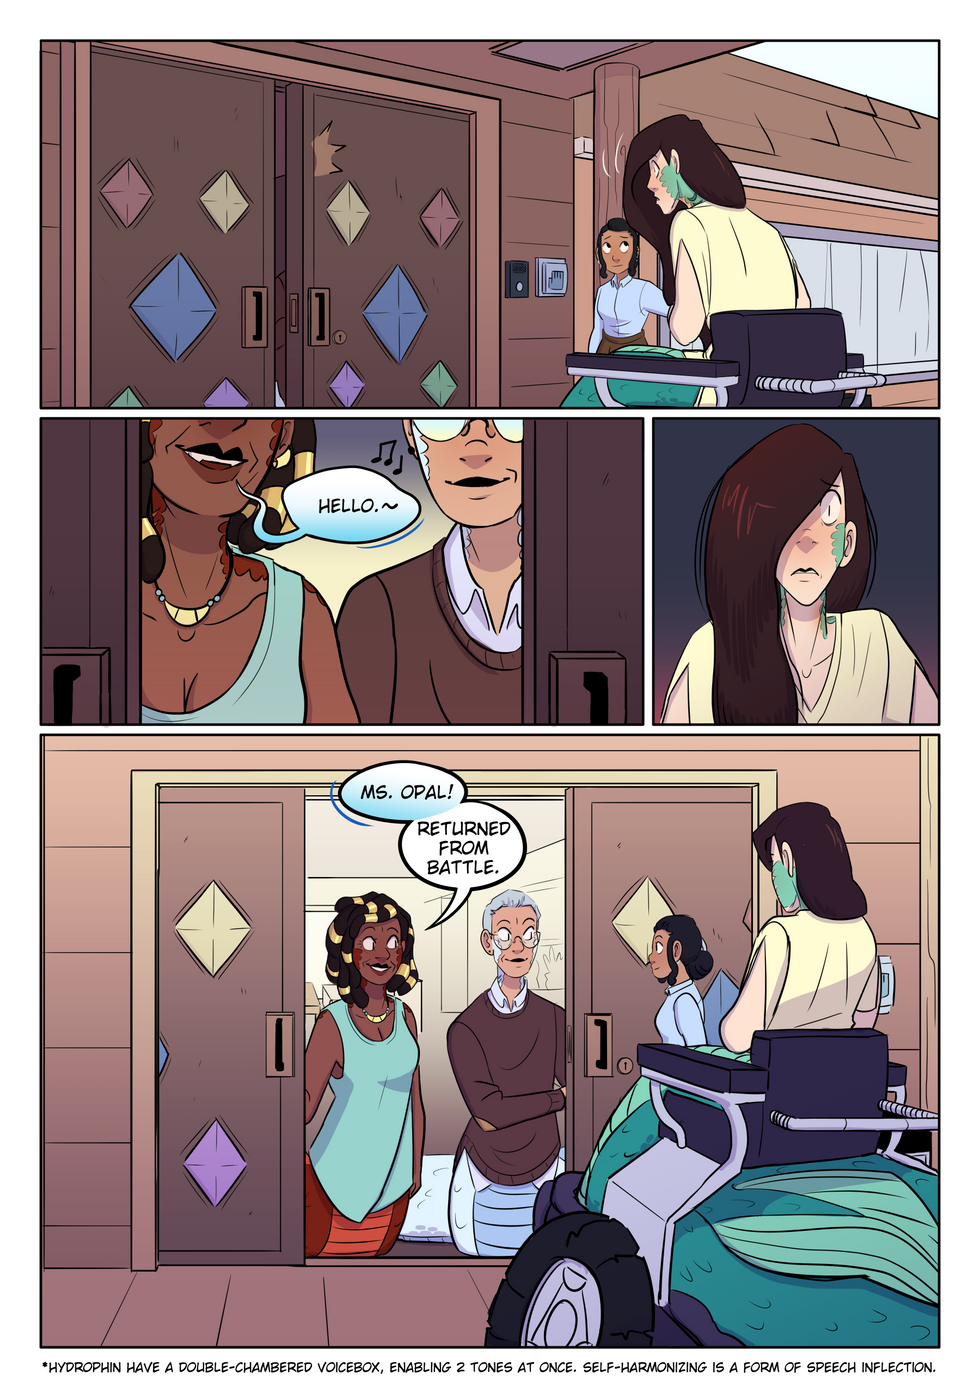 HELLO.~
MS. OPAL!
RETURNED
FROM
BATTLE.
*HYDROPHIN HAVE A DOUBLE-CHAMBERED VOICEBOX, ENABLING 2 TONES AT ONCE. SELF-HARMONIZING IS A FORM OF SPEECH INFLECTION.